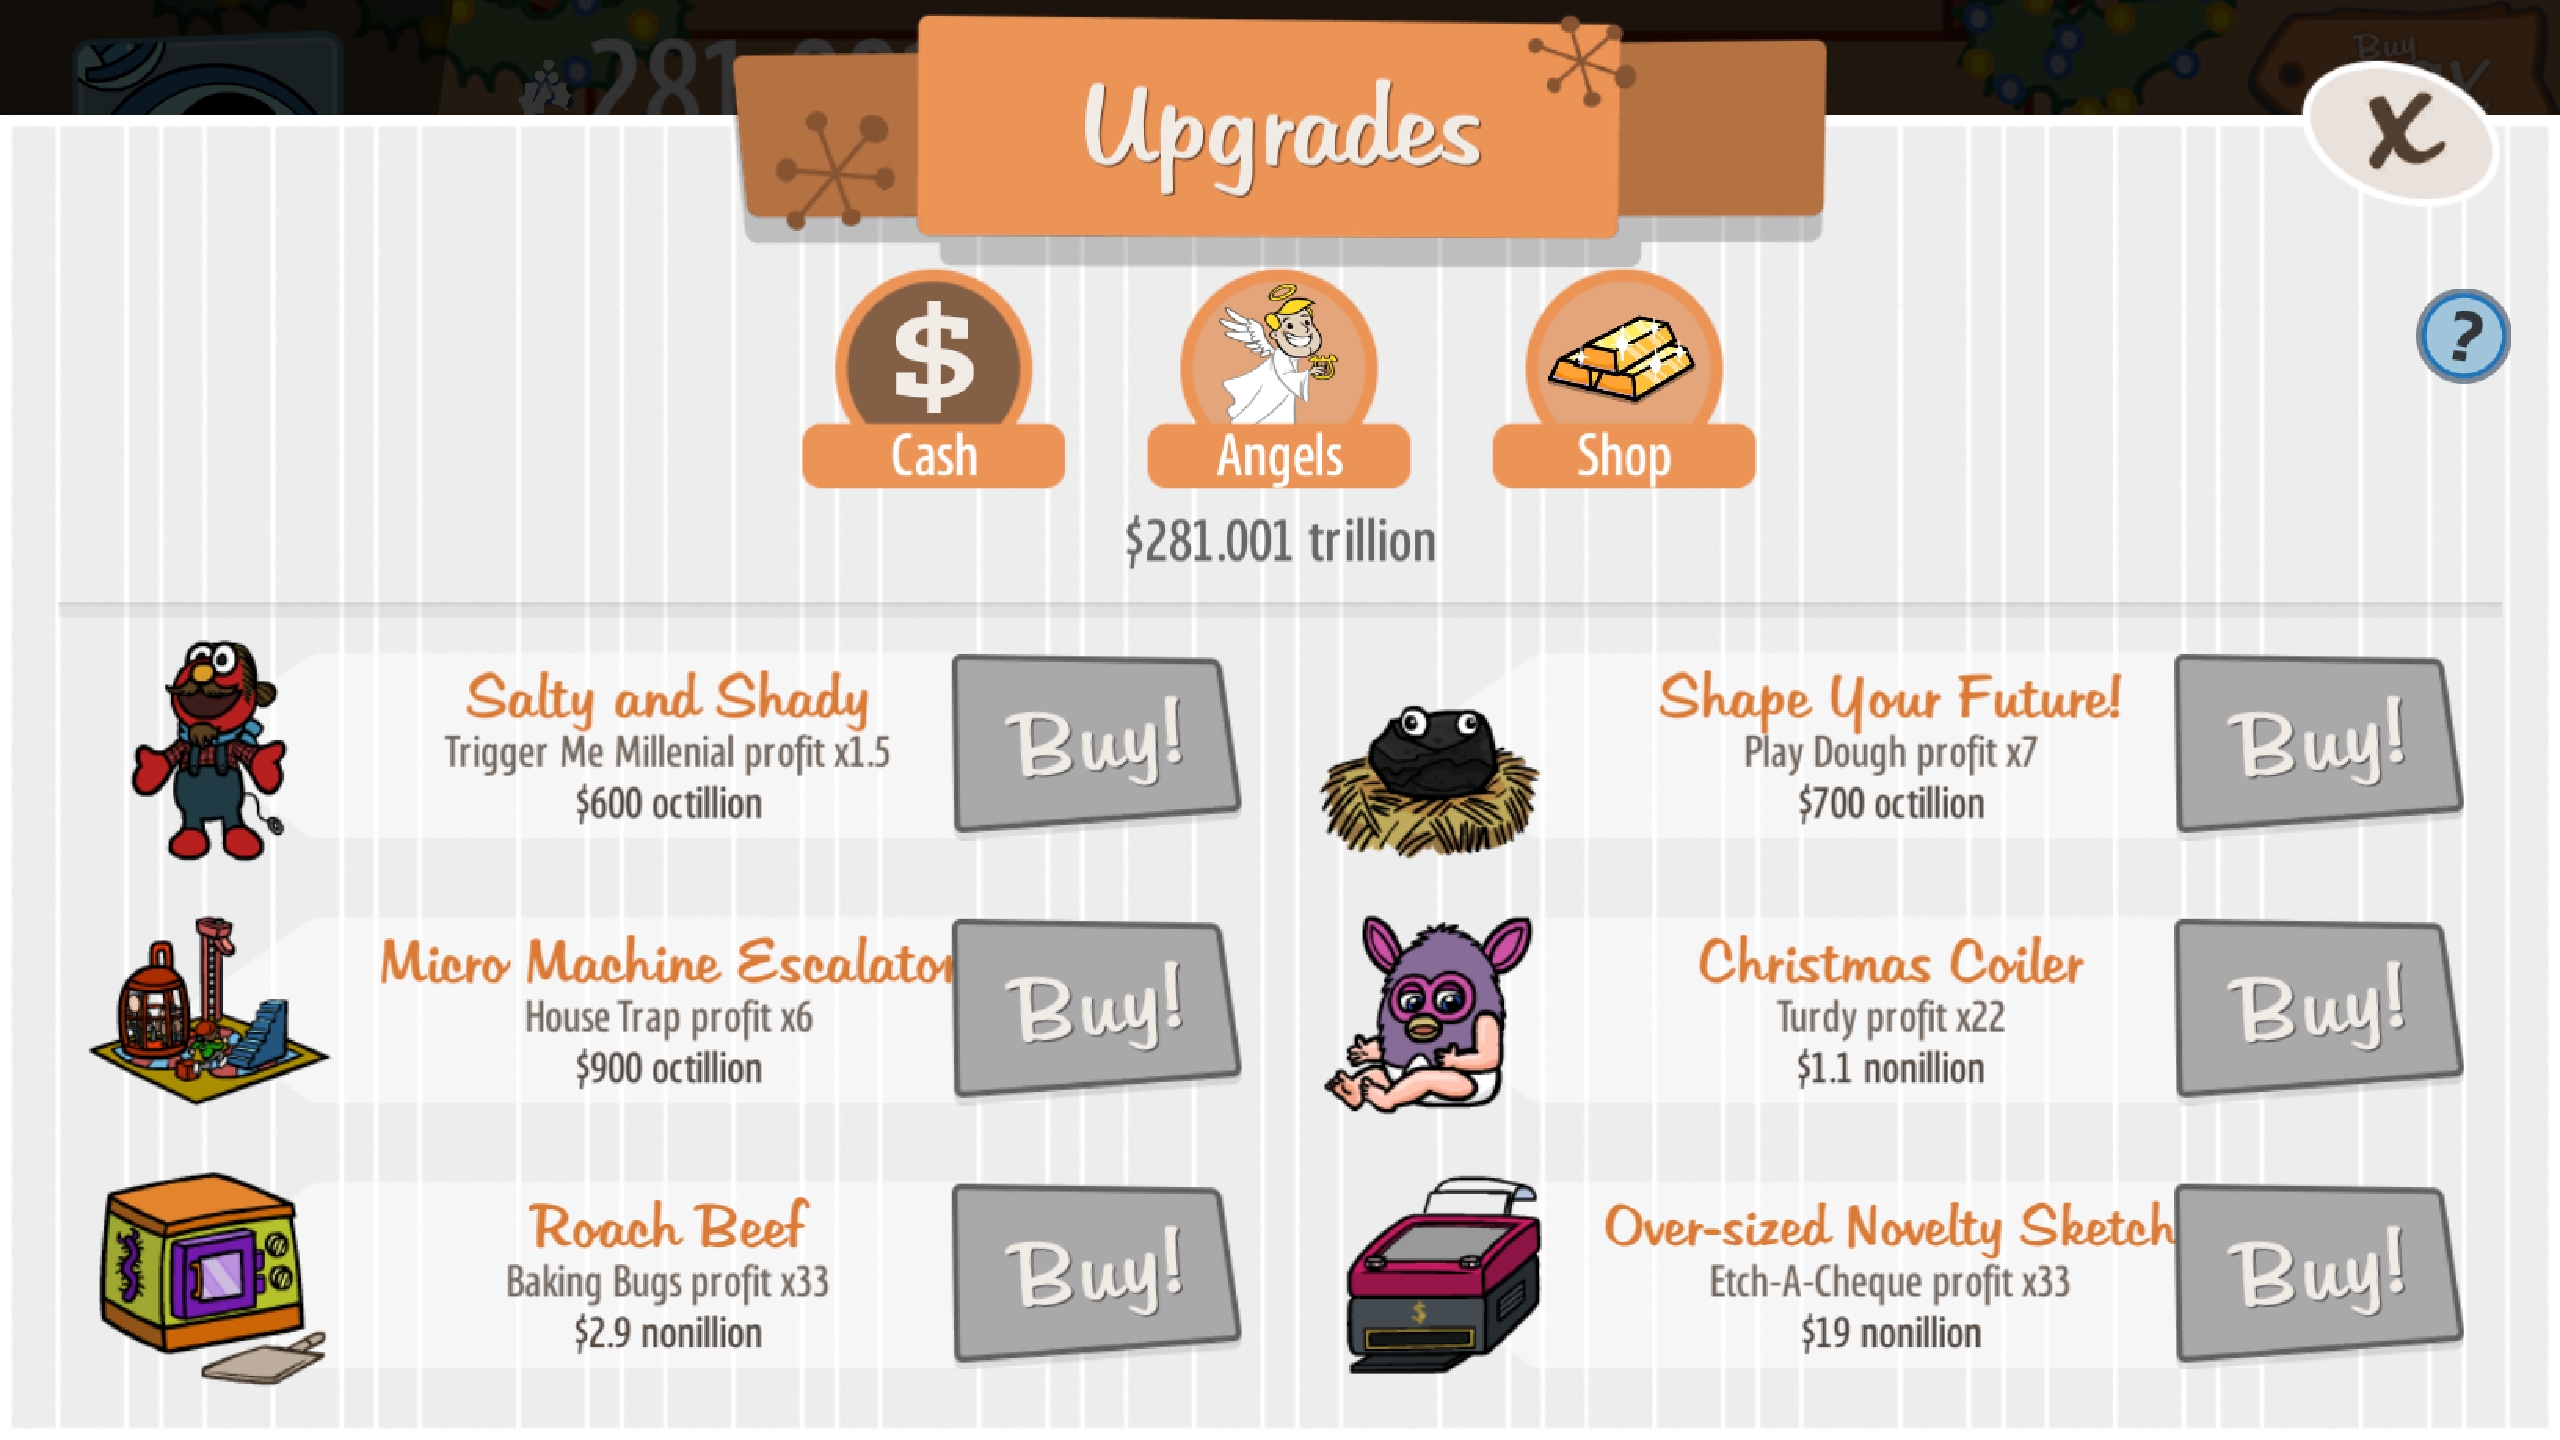 281.001
Buy
Upgrades
X
?
$
Cash
Angels
Shop
$281.001 trillion
Salty and Shady
Trigger Me Millenial profit x1.5
$600 octillion
Buy!
Shape Your Future!
Play Dough profit x7
$700 octillion
Buy!
Micro Machine Escalator
House Trap profit x6
$900 octillion
Buy!
Christmas Coiler
Turdy profit x22
$1.1 nonillion
Buy!
Roach Beef
Baking Bugs profit x33
$2.9 nonillion
Buy!
Over-sized Novelty Sketch
Etch-A-Cheque profit x33
$19 nonillion
Buy!